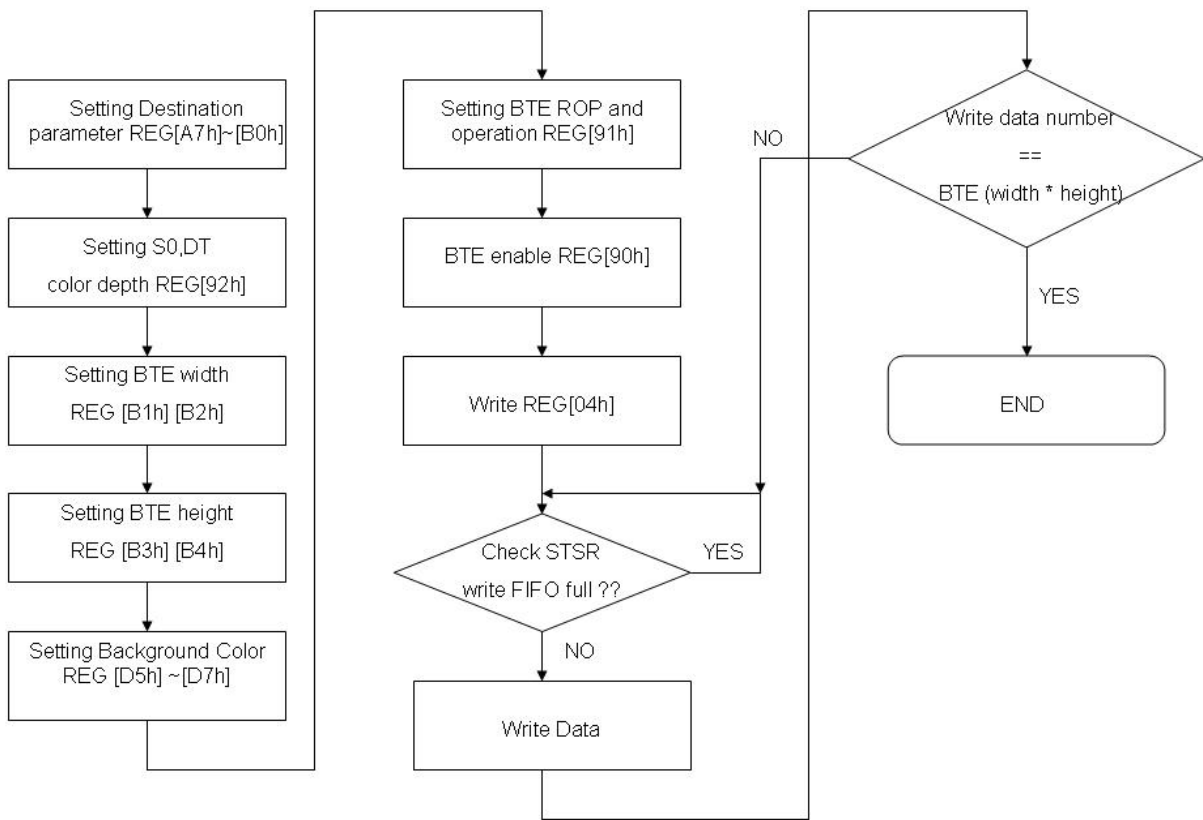 Setting Destination
parameter REG[A7h]~[B0h]
Setting S0,DT
color depth REG[92h]
Setting BTE width
REG [B1h] [B2h]
Setting BTE height
REG [B3h] [B4h]
Setting Background Color
REG [D5h] ~[D7h]
Setting BTE ROP and
operation REG[91h]
BTE enable REG[90h]
Write REG[04h]
Check STSR
write FIFO full ??
YES
NO
Write Data
Write data number
==
BTE (width * height)
NO
YES
END